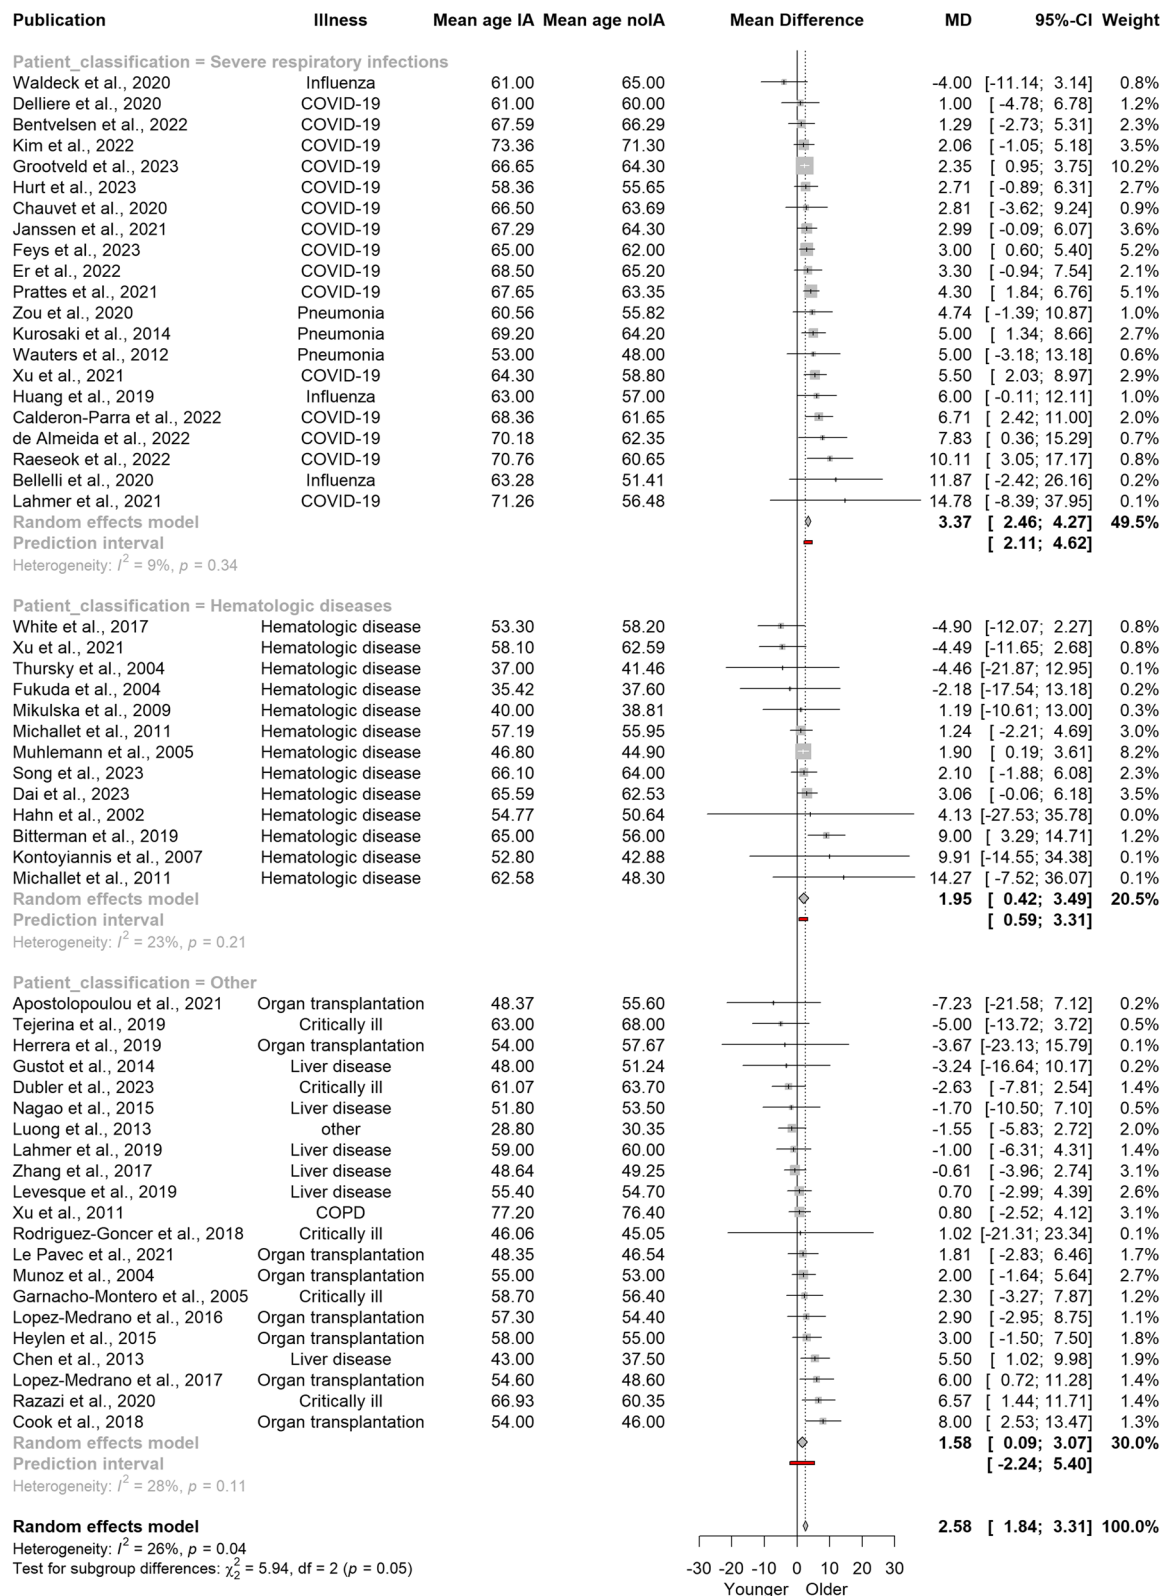 Publication Illness Mean age IA Mean age noIA Mean Difference MD 95%-CI Weight
Patient_classification = Severe respiratory infections
Waldeck et al., 2020 Influenza 61.00 65.00 -4.00 [-11.14; 3.14] 0.8%
Delliere et al., 2020 COVID-19 61.00 60.00 1.00 [ -4.78; 6.78] 1.2%
Bentvelsen et al., 2022 COVID-19 67.59 66.29 1.29 [ -2.73; 5.31] 2.3%
Kim et al., 2022 COVID-19 73.36 71.30 2.06 [ -1.05; 5.18] 3.5%
Grootveld et al., 2023 COVID-19 66.65 64.30 2.35 [ 0.95; 3.75] 10.2%
Hurt et al., 2023 COVID-19 58.36 55.65 2.71 [ -0.89; 6.31] 2.7%
Chauvet et al., 2020 COVID-19 66.50 63.69 2.81 [ -3.62; 9.24] 0.9%
Janssen et al., 2021 COVID-19 67.29 64.30 2.99 [ -0.09; 6.07] 3.6%
Feys et al., 2023 COVID-19 65.00 62.00 3.00 [ 0.60; 5.40] 5.2%
Er et al., 2022 COVID-19 68.50 65.20 3.30 [ -0.94; 7.54] 2.1%
Prattes et al., 2021 COVID-19 67.65 63.35 4.30 [ 1.84; 6.76] 5.1%
Zou et al., 2020 Pneumonia 60.56 55.82 4.74 [ -1.39; 10.87] 1.0%
Kurosaki et al., 2014 Pneumonia 69.20 64.20 5.00 [ 1.34; 8.66] 2.7%
Wauters et al., 2012 Pneumonia 53.00 48.00 5.00 [ -3.18; 13.18] 0.6%
Xu et al., 2021 COVID-19 64.30 58.80 5.50 [ 2.03; 8.97] 2.9%
Huang et al., 2019 Influenza 63.00 57.00 6.00 [ -0.11; 12.11] 1.0%
Calderon-Parra et al., 2022 COVID-19 68.36 61.65 6.71 [ 2.42; 11.00] 2.0%
de Almeida et al., 2022 COVID-19 70.18 62.35 7.83 [ 0.36; 15.29] 0.7%
Raeseok et al., 2022 COVID-19 70.76 60.65 10.11 [ 3.05; 17.17] 0.8%
Bellelli et al., 2020 Influenza 63.28 51.41 11.87 [ -2.42; 26.16] 0.2%
Lahmer et al., 2021 COVID-19 71.26 56.48 14.78 [ -8.39; 37.95] 0.1%
Random effects model 3.37 [ 2.46; 4.27] 49.5%
Prediction interval [ 2.11; 4.62]
Heterogeneity: I² = 9%, p = 0.34
Patient_classification = Hematologic diseases
White et al., 2017 Hematologic disease 53.30 58.20 -4.90 [-12.07; 2.27] 0.8%
Xu et al., 2021 Hematologic disease 58.10 62.59 -4.49 [-11.65; 2.68] 0.8%
Thursky et al., 2004 Hematologic disease 37.00 41.46 -4.46 [-21.87; 12.95] 0.1%
Fukuda et al., 2004 Hematologic disease 35.42 37.60 -2.18 [-17.54; 13.18] 0.2%
Mikulska et al., 2009 Hematologic disease 40.00 38.81 1.19 [-10.61; 13.00] 0.3%
Michallet et al., 2011 Hematologic disease 57.19 55.95 1.24 [ -2.21; 4.69] 3.0%
Muhlemann et al., 2005 Hematologic disease 46.80 44.90 1.90 [ 0.19; 3.61] 8.2%
Song et al., 2023 Hematologic disease 66.10 64.00 2.10 [ -1.88; 6.08] 2.3%
Dai et al., 2023 Hematologic disease 65.59 62.53 3.06 [ -0.06; 6.18] 3.5%
Hahn et al., 2002 Hematologic disease 54.77 50.64 4.13 [-27.53; 35.78] 0.0%
Bitterman et al., 2019 Hematologic disease 65.00 56.00 9.00 [ 3.29; 14.71] 1.2%
Kontoyiannis et al., 2007 Hematologic disease 52.80 42.88 9.91 [-14.55; 34.38] 0.1%
Michallet et al., 2011 Hematologic disease 62.58 48.30 14.27 [ -7.52; 36.07] 0.1%
Random effects model 1.95 [ 0.42; 3.49] 20.5%
Prediction interval [ 0.59; 3.31]
Heterogeneity: I² = 23%, p = 0.21
Patient_classification = Other
Apostolopoulou et al., 2021 Organ transplantation 48.37 55.60 -7.23 [-21.58; 7.12] 0.2%
Tejerina et al., 2019 Critically ill 63.00 68.00 -5.00 [-13.72; 3.72] 0.5%
Herrera et al., 2019 Organ transplantation 54.00 57.67 -3.67 [-23.13; 15.79] 0.1%
Gustot et al., 2014 Liver disease 48.00 51.24 -3.24 [-16.64; 10.17] 0.2%
Dubler et al., 2023 Critically ill 61.07 63.70 -2.63 [ -7.81; 2.54] 1.4%
Nagao et al., 2015 Liver disease 51.80 53.50 -1.70 [-10.50; 7.10] 0.5%
Luong et al., 2013 other 28.80 30.35 -1.55 [ -5.83; 2.72] 2.0%
Lahmer et al., 2019 Liver disease 59.00 60.00 -1.00 [ -6.31; 4.31] 1.4%
Zhang et al., 2017 Liver disease 48.64 49.25 -0.61 [ -3.96; 2.74] 3.1%
Levesque et al., 2019 Liver disease 55.40 54.70 0.70 [ -2.99; 4.39] 2.6%
Xu et al., 2011 COPD 77.20 76.40 0.80 [ -2.52; 4.12] 3.1%
Rodriguez-Goncer et al., 2018 Critically ill 46.06 45.05 1.02 [-21.31; 23.34] 0.1%
Le Pavec et al., 2021 Organ transplantation 48.35 46.54 1.81 [ -2.83; 6.46] 1.7%
Munoz et al., 2004 Organ transplantation 55.00 53.00 2.00 [ -1.64; 5.64] 2.7%
Garnacho-Montero et al., 2005 Critically ill 58.70 56.40 2.30 [ -3.27; 7.87] 1.2%
Lopez-Medrano et al., 2016 Organ transplantation 57.30 54.40 2.90 [ -2.95; 8.75] 1.1%
Heylen et al., 2015 Organ transplantation 58.00 55.00 3.00 [ -1.50; 7.50] 1.8%
Chen et al., 2013 Liver disease 43.00 37.50 5.50 [ 1.02; 9.98] 1.9%
Lopez-Medrano et al., 2017 Organ transplantation 54.60 48.60 6.00 [ 0.72; 11.28] 1.4%
Razazi et al., 2020 Critically ill 66.93 60.35 6.57 [ 1.44; 11.71] 1.4%
Cook et al., 2018 Organ transplantation 54.00 46.00 8.00 [ 2.53; 13.47] 1.3%
Random effects model 1.58 [ 0.09; 3.07] 30.0%
Prediction interval [ -2.24; 5.40]
Heterogeneity: I² = 28%, p = 0.11
Random effects model 2.58 [ 1.84; 3.31] 100.0%
Heterogeneity: I² = 26%, p = 0.04
Test for subgroup differences: χ²₂ = 5.94, df = 2 (p = 0.05)
-30 -20 -10 0 10 20 30
Younger Older